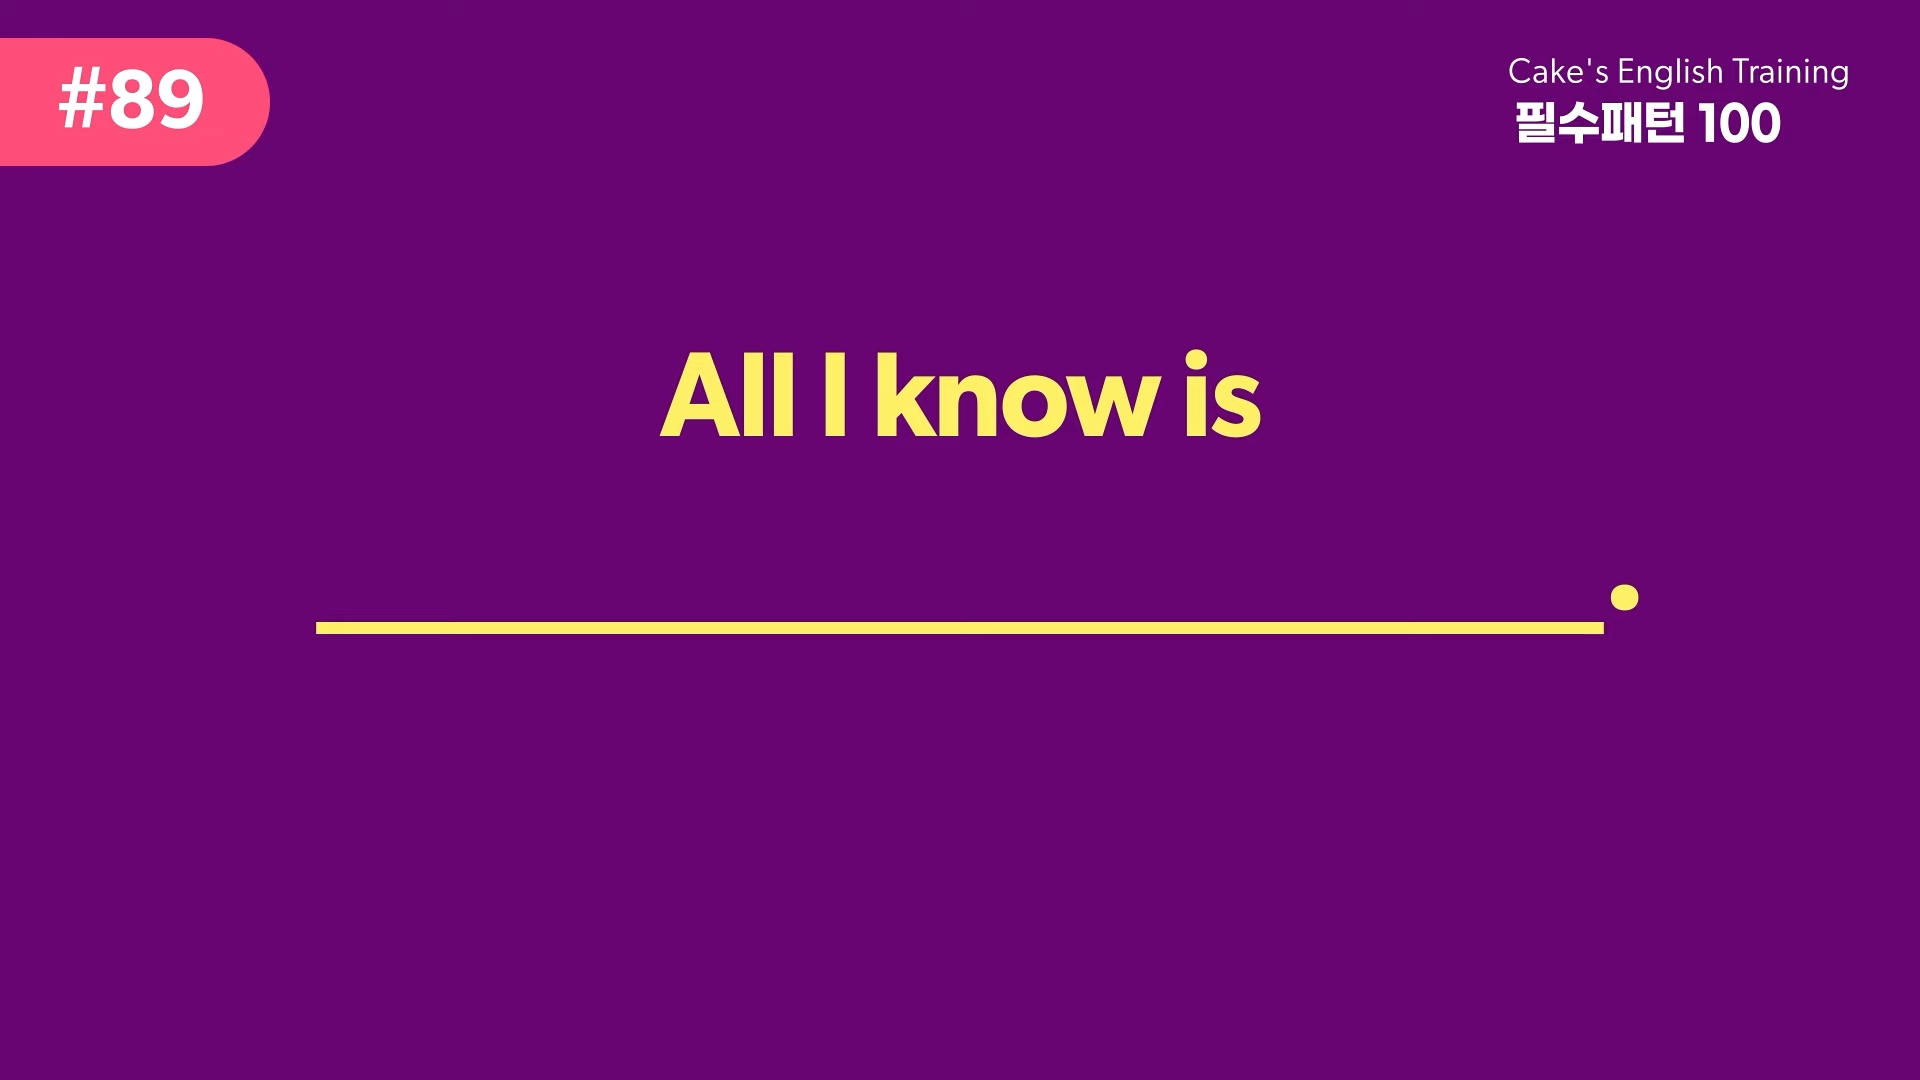 #89
Cake's English Training
필수패턴 100
All I know is
.